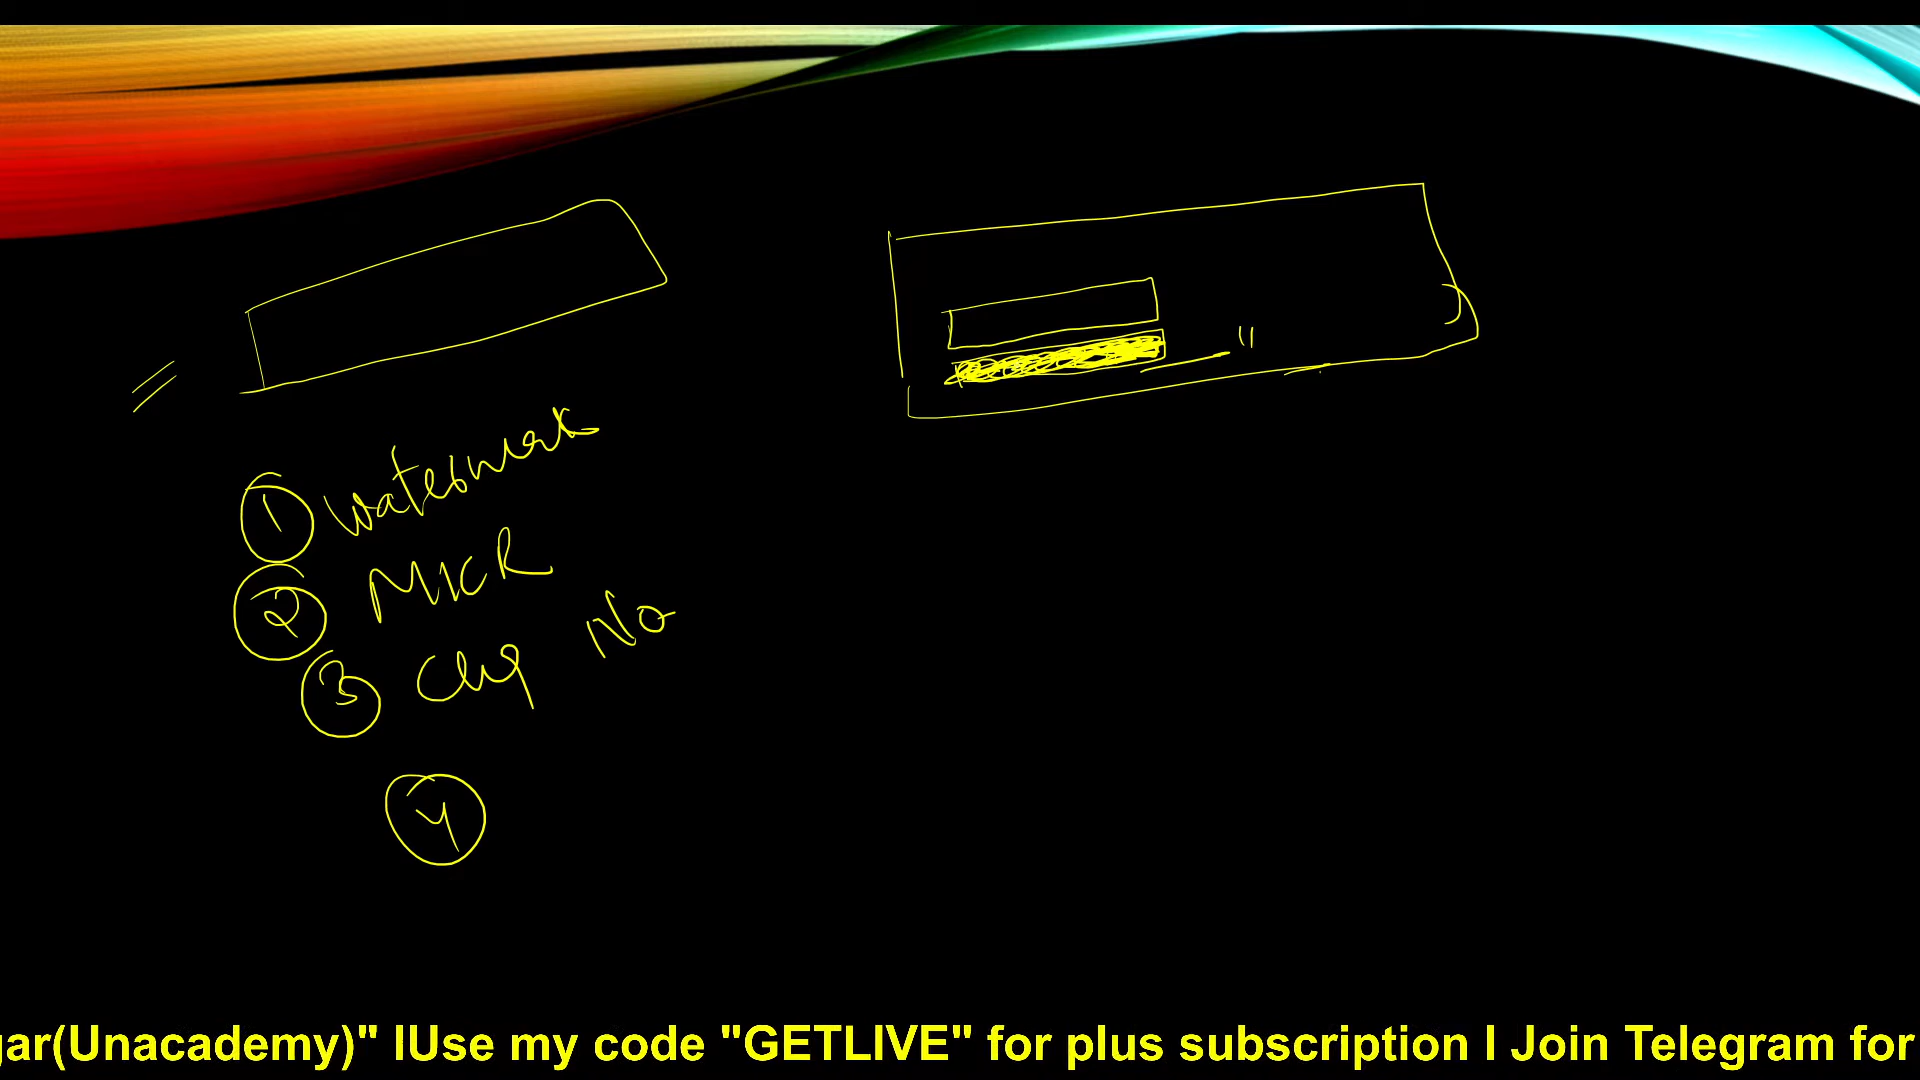 ① Watermark
② MICR
③ Chq No
④
gar(Unacademy)" IUse my code "GETLIVE" for plus subscription I Join Telegram for